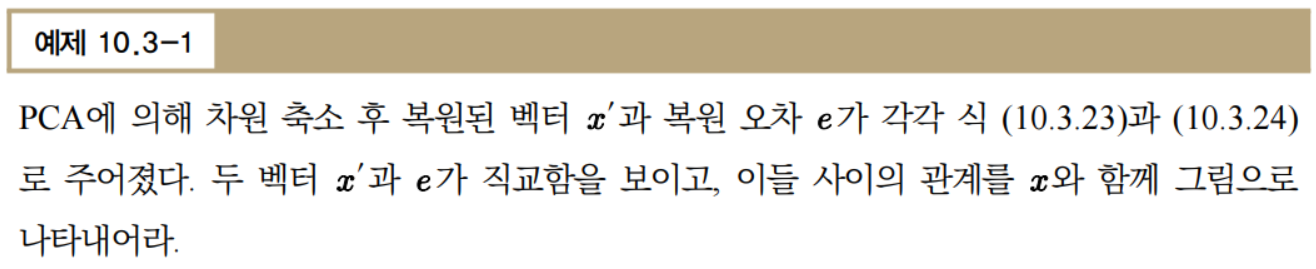 예제 10.3-1
PCA에 의해 차원 축소 후 복원된 벡터 x′과 복원 오차 e가 각각 식 (10.3.23)과 (10.3.24)
로 주어졌다. 두 벡터 x′과 e가 직교함을 보이고, 이들 사이의 관계를 x와 함께 그림으로
나타내어라.